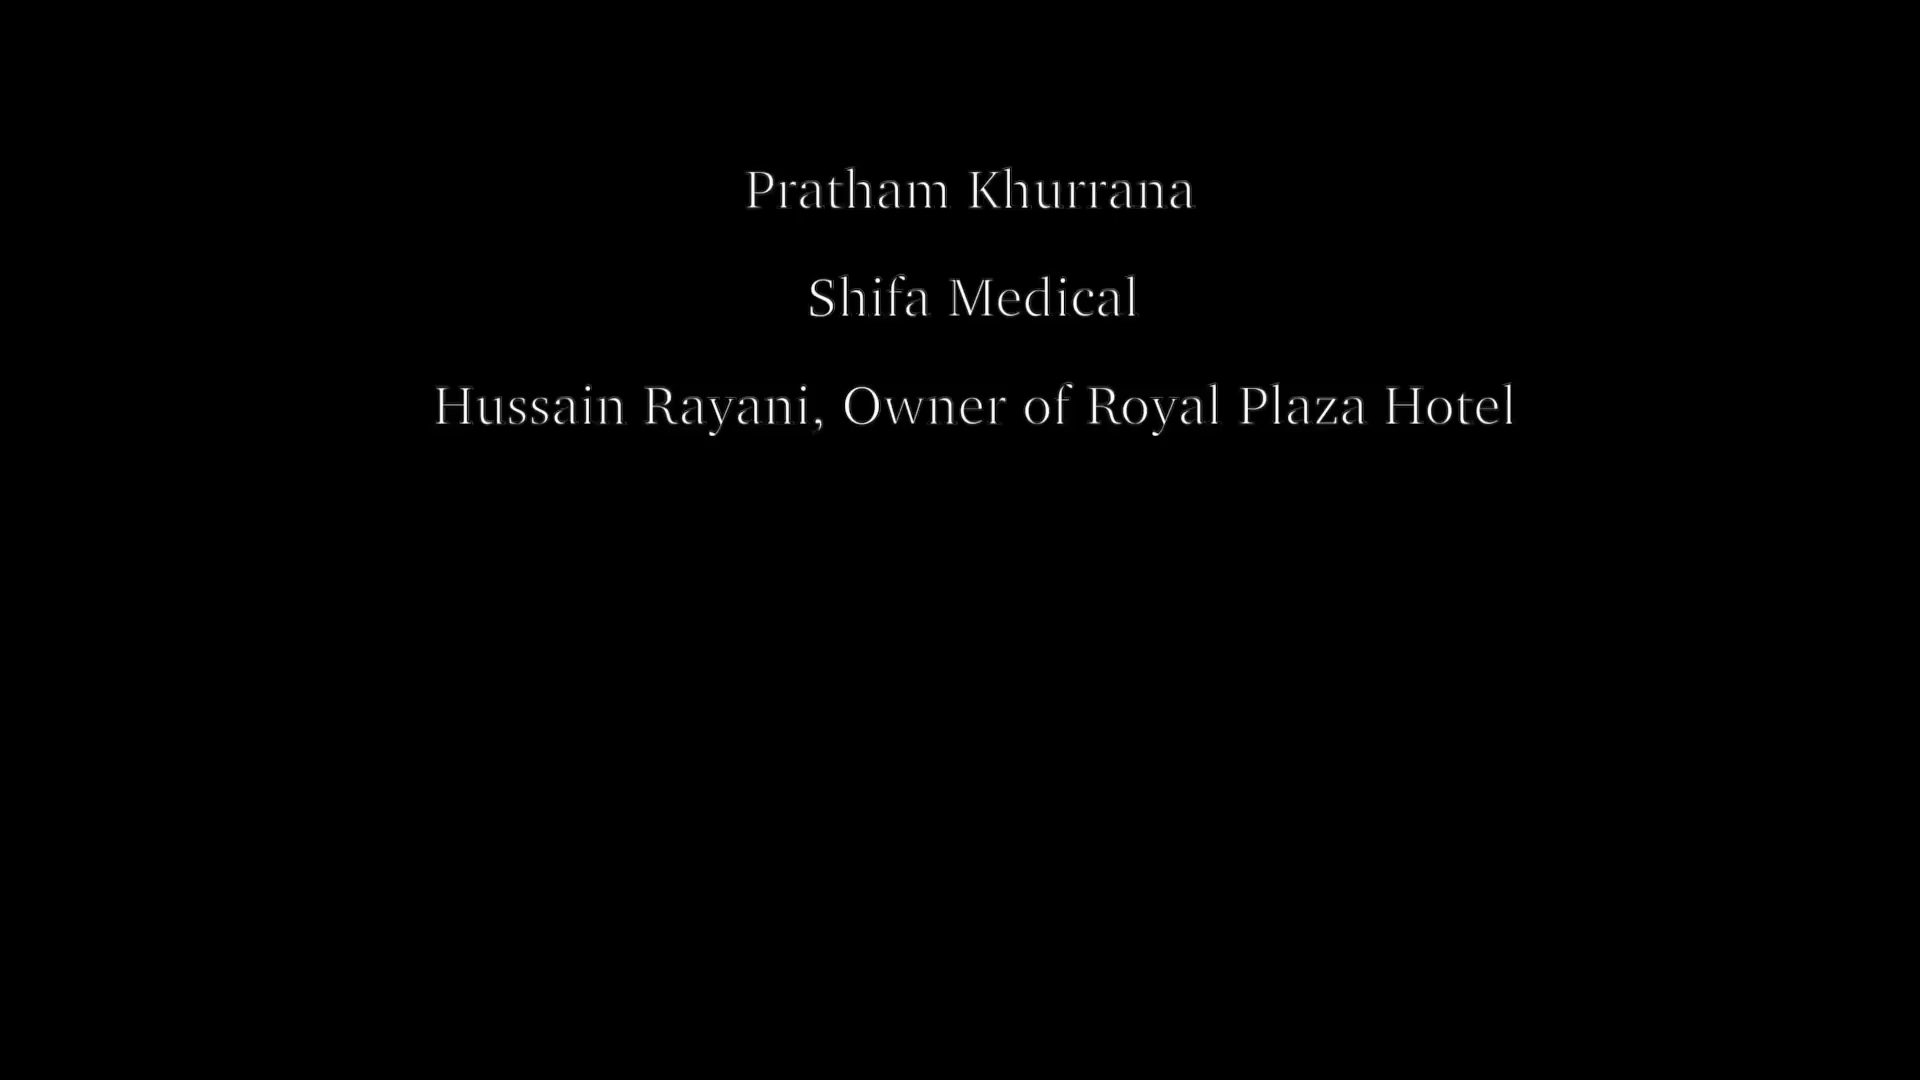 Pratham Khurrana
Shifa Medical
Hussain Rayani, Owner of Royal Plaza Hotel